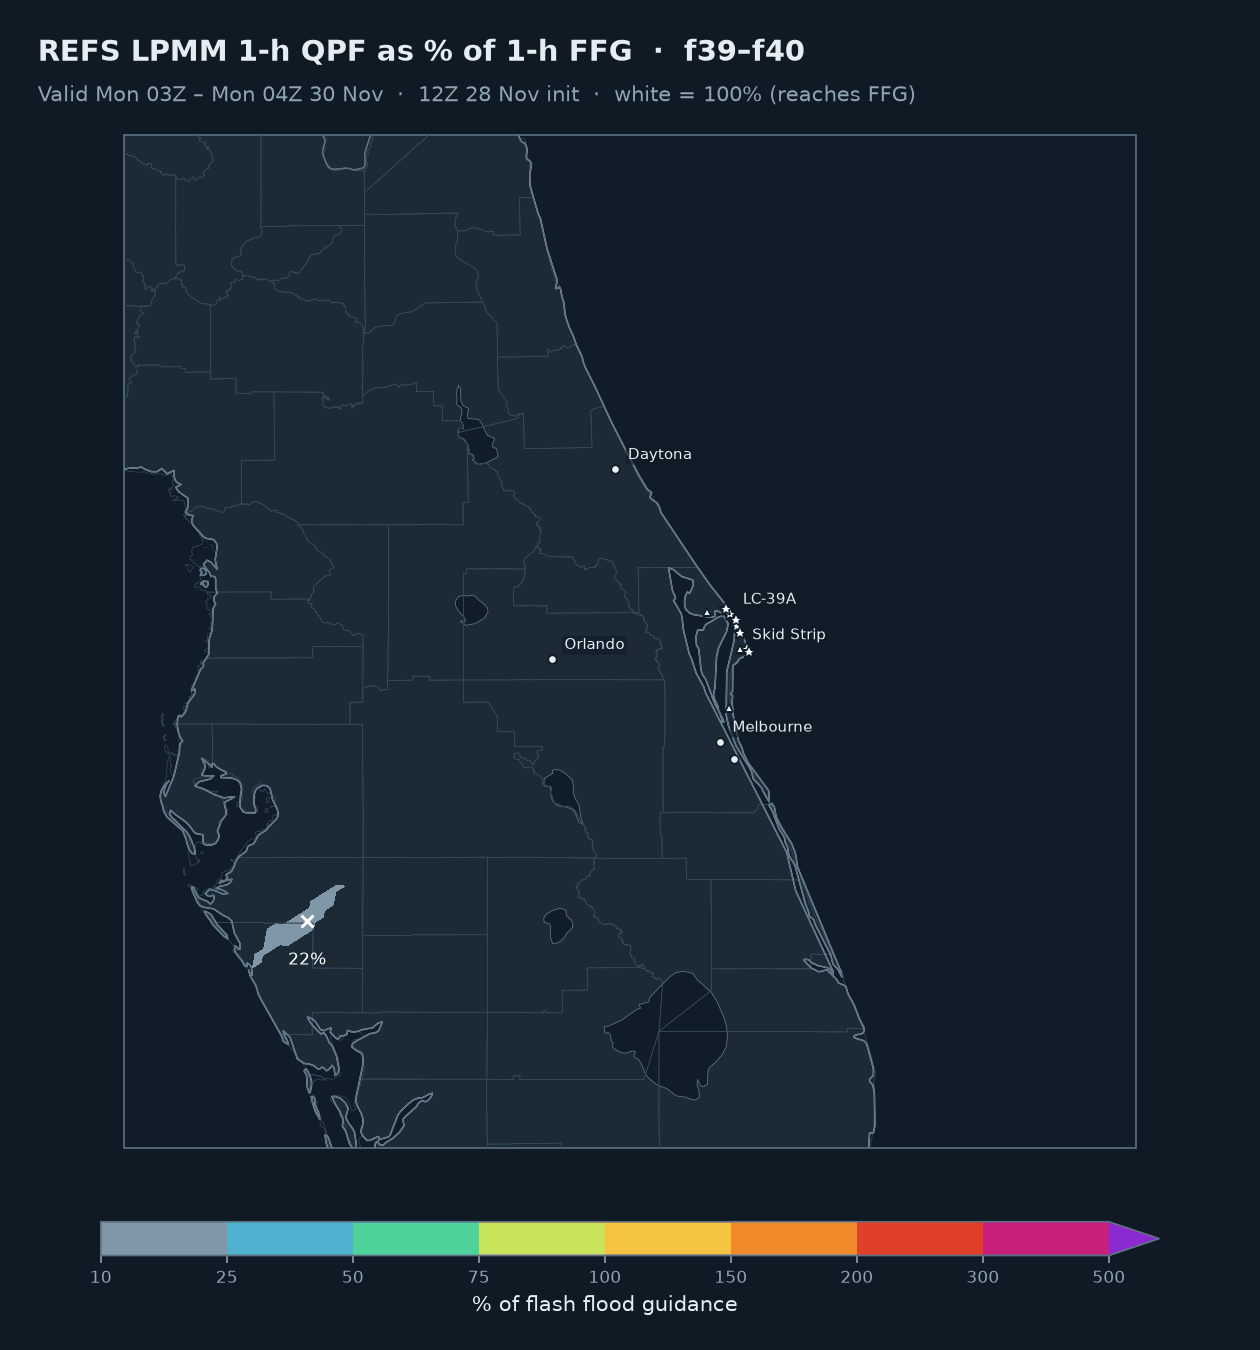 REFS LPMM 1-h QPF as % of 1-h FFG · f39–f40
Valid Mon 03Z – Mon 04Z 30 Nov · 12Z 28 Nov init · white = 100% (reaches FFG)
Daytona
LC-39A
Skid Strip
Orlando
Melbourne
22%
10 25 50 75 100 150 200 300 500
% of flash flood guidance